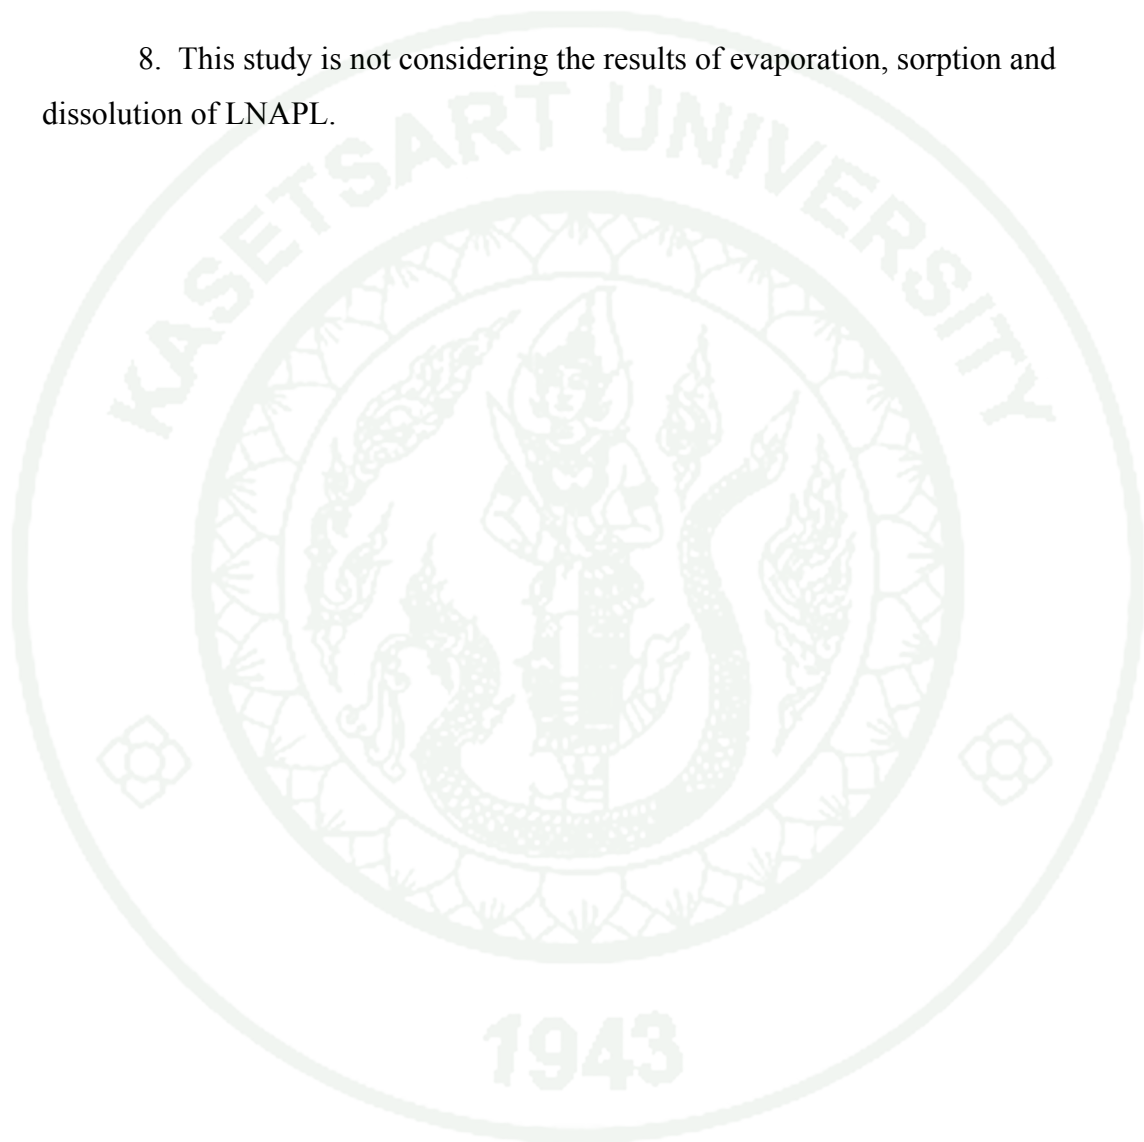 8. This study is not considering the results of evaporation, sorption and
dissolution of LNAPL.
KASETSART UNIVERSITY
1943